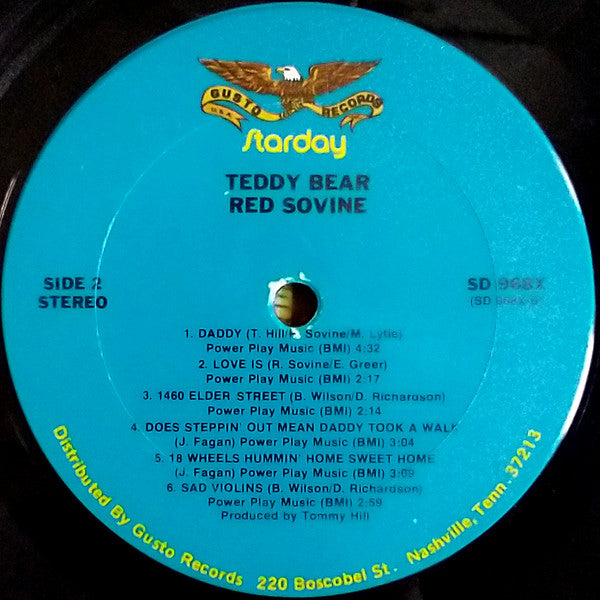 GUSTO RECORDS
U.S.A.
Starday
TEDDY BEAR
RED SOVINE
SIDE 2
STEREO
SD 968X
(SD 968X-B)
1. DADDY (T. Hill/R. Sovine/M. Lytle)
Power Play Music (BMI) 4:32
2. LOVE IS (R. Sovine/E. Greer)
Power Play Music (BMI) 2:17
3. 1460 ELDER STREET (B. Wilson/D. Richardson)
Power Play Music (BMI) 2:14
4. DOES STEPPIN' OUT MEAN DADDY TOOK A WALK
(J. Fagan) Power Play Music (BMI) 3:04
5. 18 WHEELS HUMMIN' HOME SWEET HOME
(J. Fagan) Power Play Music (BMI) 3:09
6. SAD VIOLINS (B. Wilson/D. Richardson)
Power Play Music (BMI) 2:59
Produced by Tommy Hill
Distributed By Gusto Records 220 Boscobel St. Nashville, Tenn. 37213